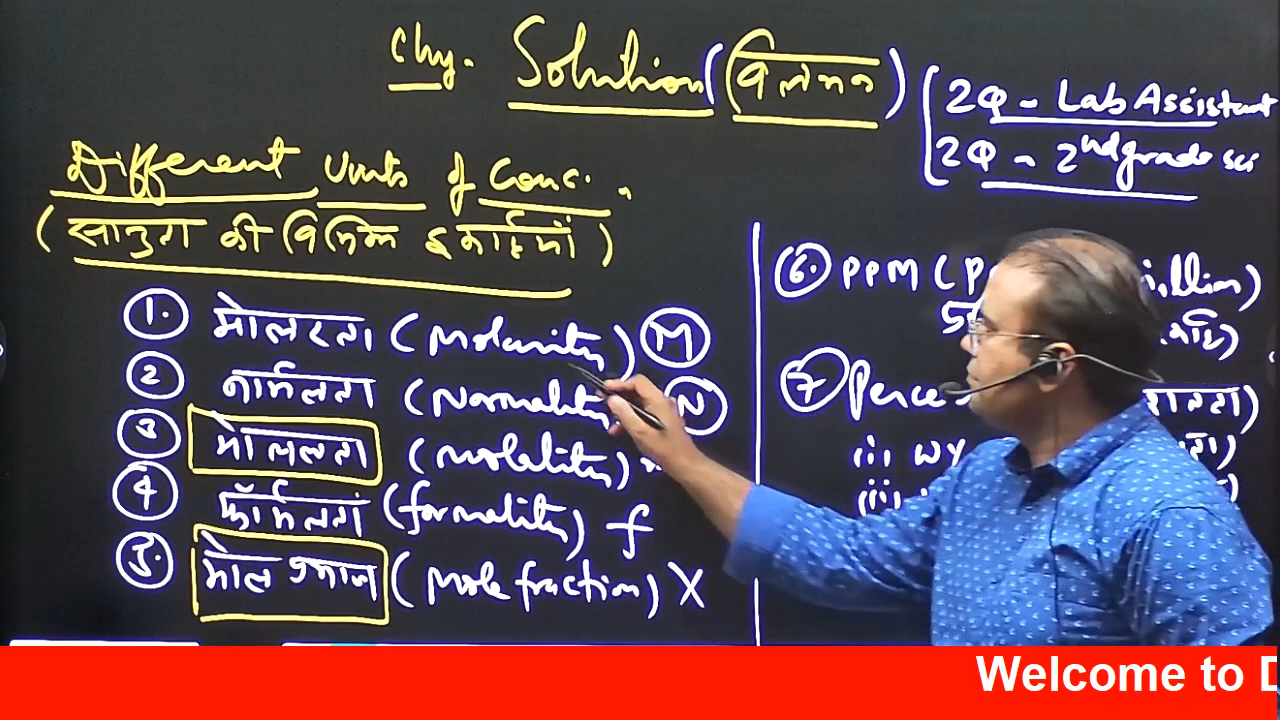 chy. Solution (विलयन)
2Q - Lab Assistant
2Q - 2nd grade sci
Different Units of Conc.
(सान्द्रता की विभिन्न इकाईयाँ)
1. मोलरता (Molarity) M
2 नार्मलता (Normality) N
3 मोललता (Molality)
4 फॉर्मलता (formality) f
5. मोल प्रभाज (Mole fraction) X
6. PPM (
7
(i)
(ii)
Welcome to